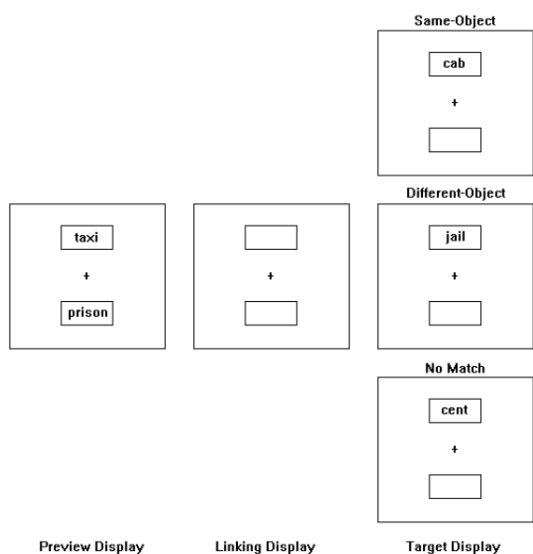 Same-Object
cab
+
Different-Object
taxi
+
prison
+
jail
+
No Match
cent
+
Preview Display
Linking Display
Target Display